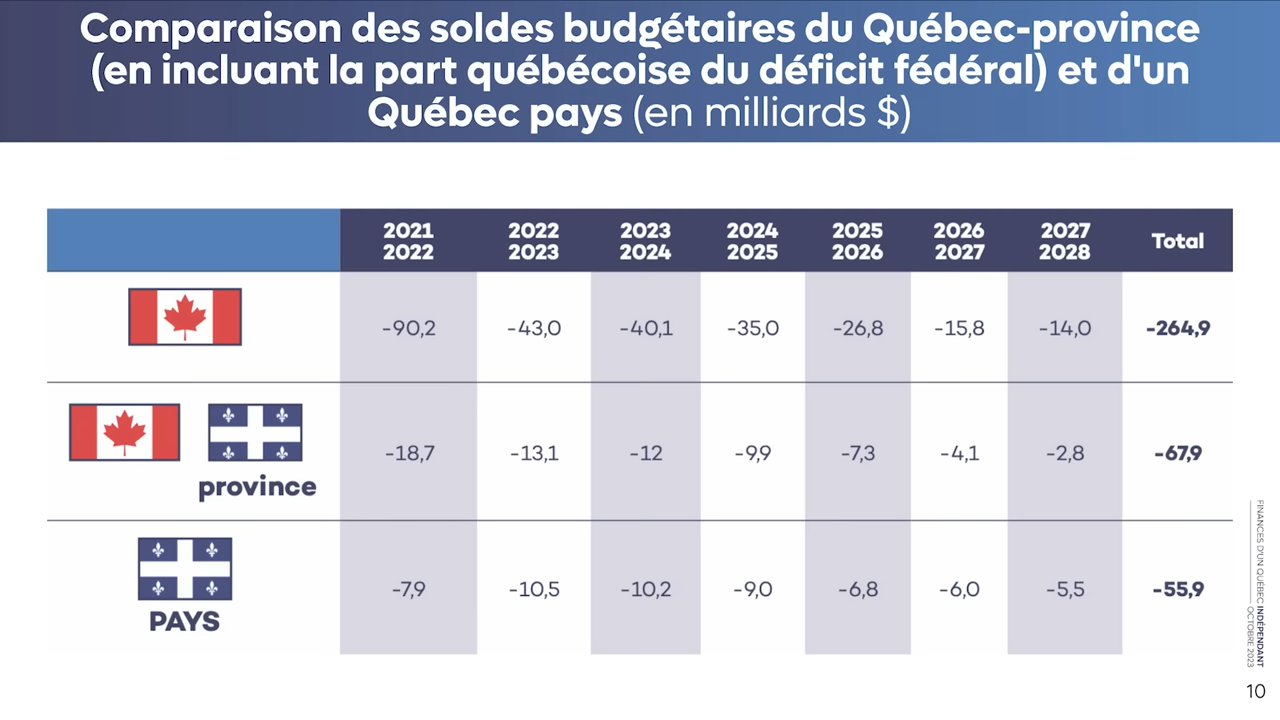 Comparaison des soldes budgétaires du Québec-province
(en incluant la part québécoise du déficit fédéral) et d'un
Québec pays (en milliards $)
2021 2022 2023 2024 2025 2026 2027 Total
2022 2023 2024 2025 2026 2027 2028
-90,2 -43,0 -40,1 -35,0 -26,8 -15,8 -14,0 -264,9
-18,7 -13,1 -12 -9,9 -7,3 -4,1 -2,8 -67,9
province
-7,9 -10,5 -10,2 -9,0 -6,8 -6,0 -5,5 -55,9
PAYS
FINANCES D'UN QUÉBEC INDÉPENDANT
OCTOBRE 2023
10